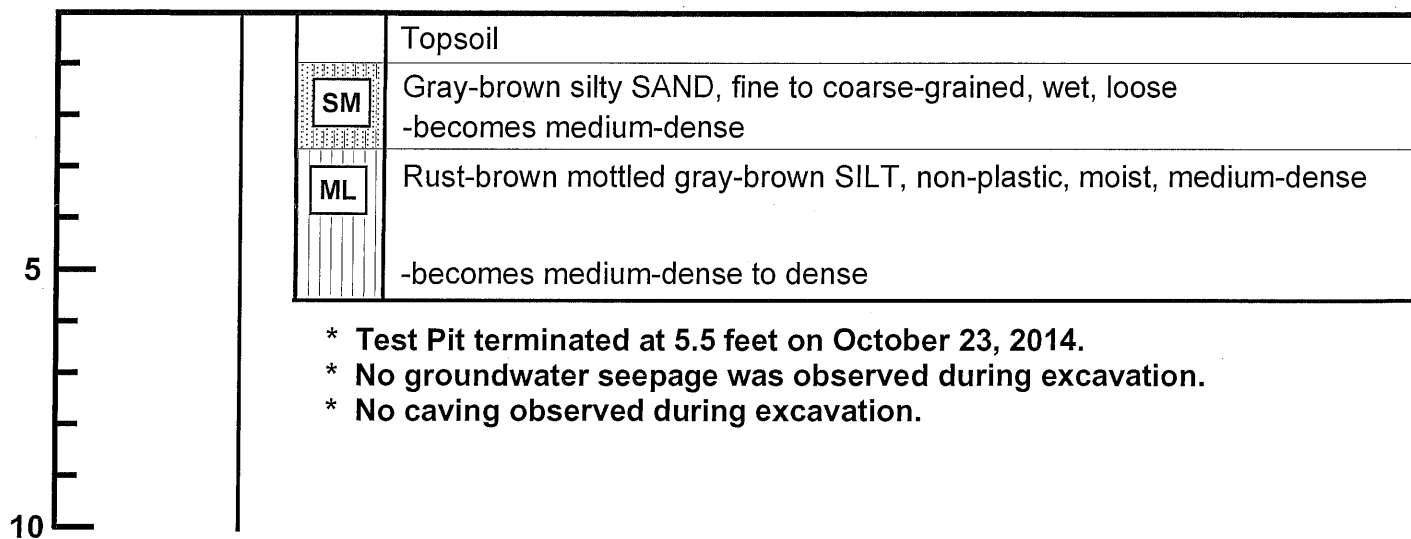 Topsoil
SM
Gray-brown silty SAND, fine to coarse-grained, wet, loose
-becomes medium-dense
ML
Rust-brown mottled gray-brown SILT, non-plastic, moist, medium-dense
5
-becomes medium-dense to dense
* Test Pit terminated at 5.5 feet on October 23, 2014.
* No groundwater seepage was observed during excavation.
* No caving observed during excavation.
10